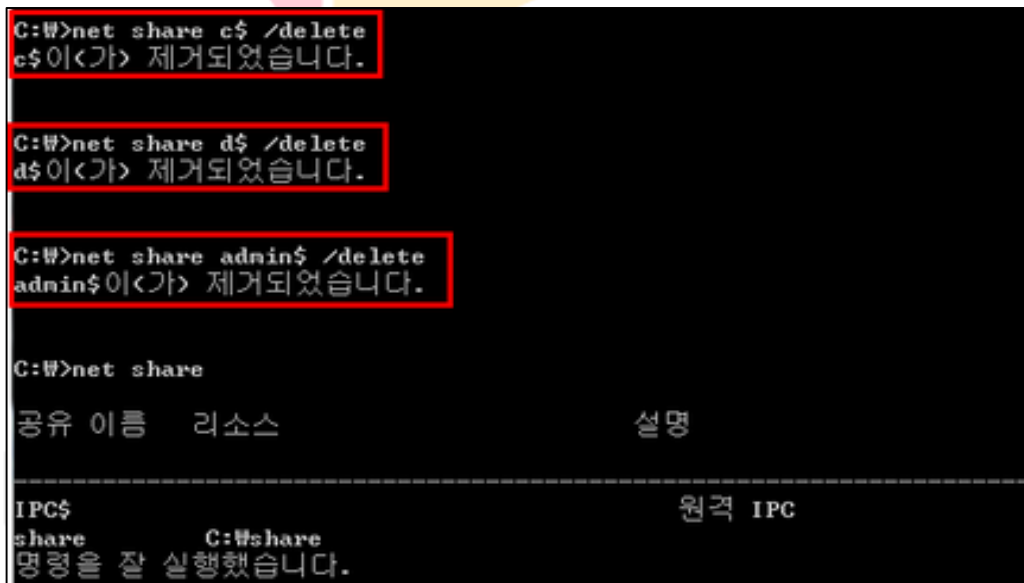 C:₩>net share c$ /delete
c$이<가> 제거되었습니다.
C:₩>net share d$ /delete
d$이<가> 제거되었습니다.
C:₩>net share admin$ /delete
admin$이<가> 제거되었습니다.
C:₩>net share
공유 이름 리소스 설명
-------------------------------------------------------------------------------
IPC$ 원격 IPC
share C:₩share
명령을 잘 실행했습니다.